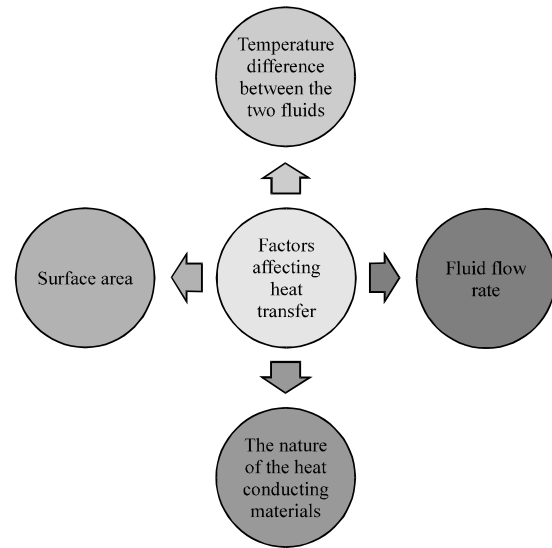 Temperature
difference
between the
two fluids
Surface area
Factors
affecting
heat
transfer
Fluid flow
rate
The nature
of the heat
conducting
materials